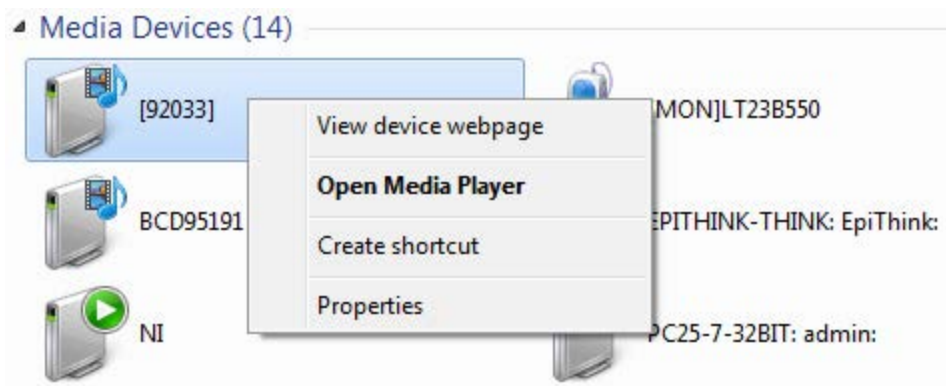 Media Devices (14)
[92033]
MON]LT23B550
View device webpage
Open Media Player
BCD95191
EPITHINK-THINK: EpiThink:
Create shortcut
Properties
NI
PC25-7-32BIT: admin: